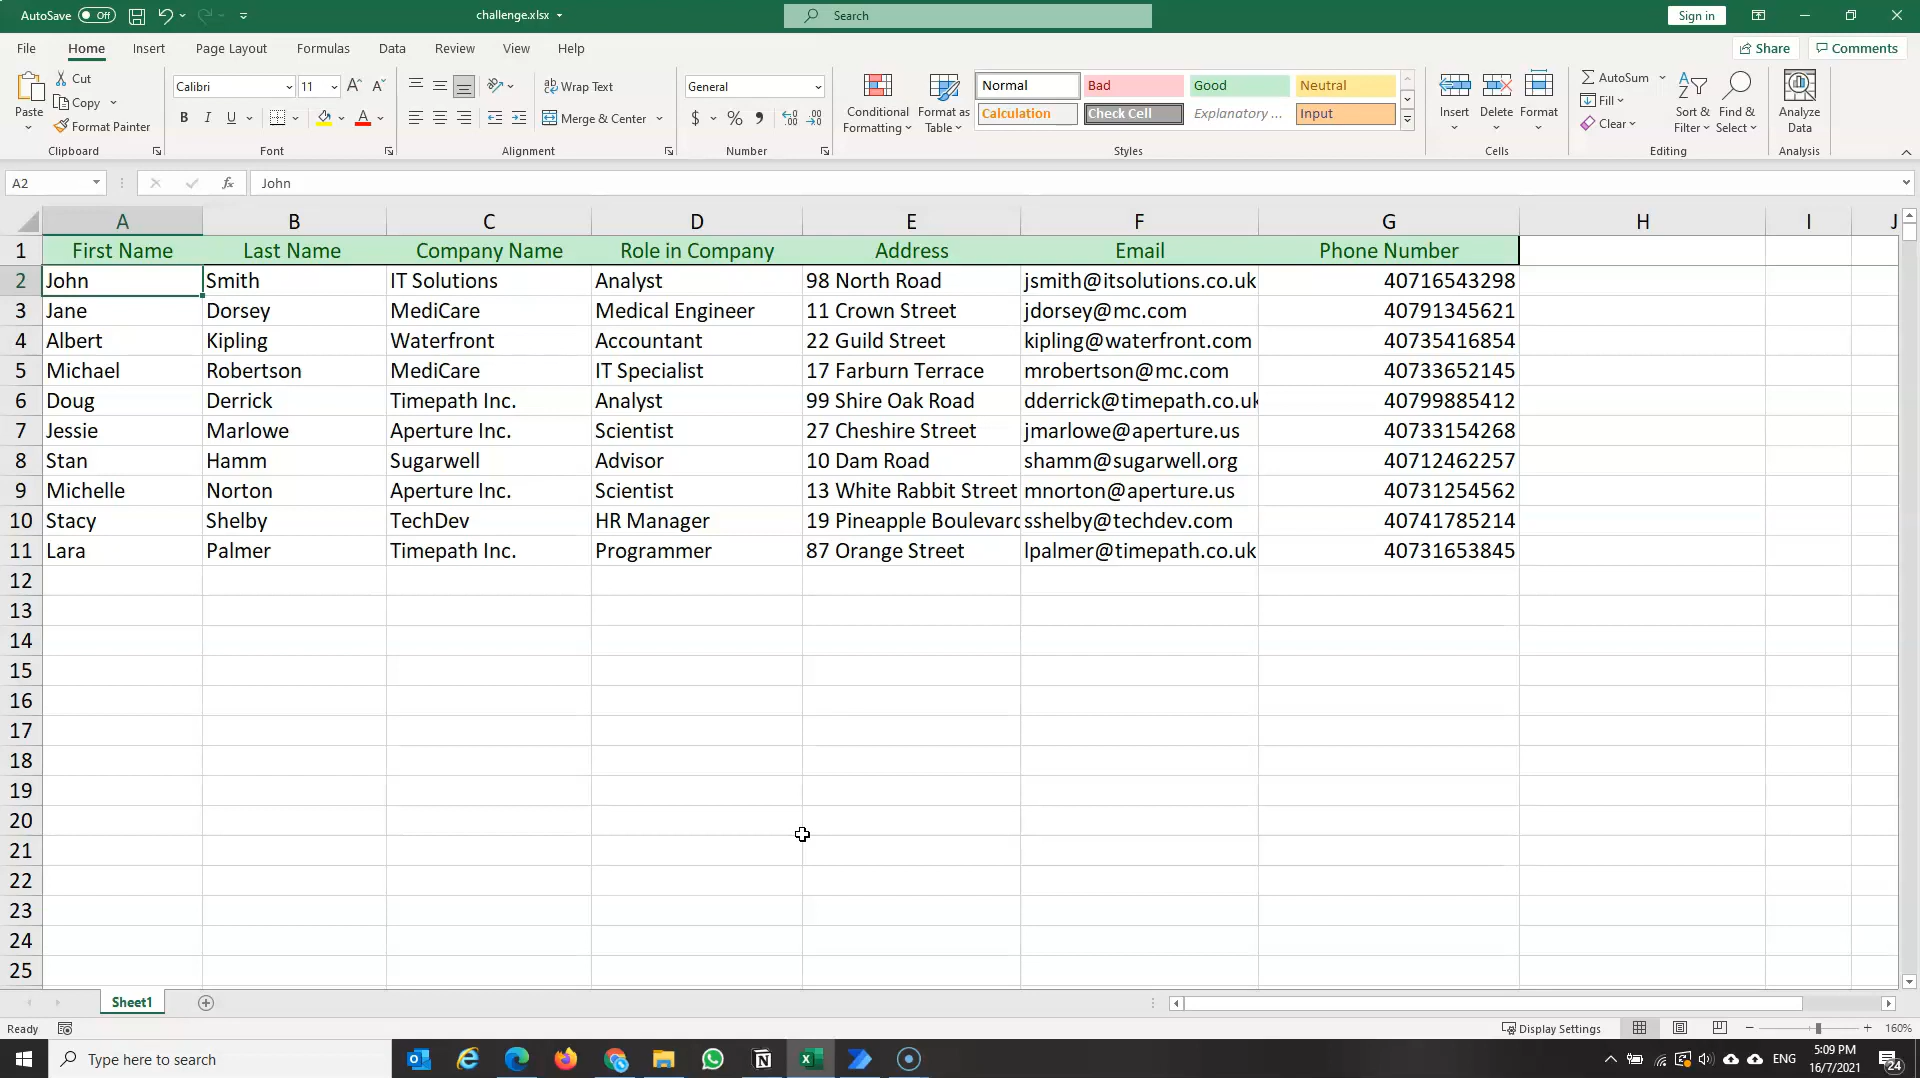 AutoSave Off challenge.xlsx Search Sign in
File Home Insert Page Layout Formulas Data Review View Help Share Comments
Cut
Copy
Format Painter
Paste
Clipboard
Calibri 11
B I U
Font
Wrap Text
Merge & Center
Alignment
General
$ % ,
Number
Conditional Formatting
Format as Table
Normal Bad Good Neutral
Calculation Check Cell Explanatory ... Input
Styles
Insert Delete Format
Cells
AutoSum
Fill
Clear
Sort & Filter
Find & Select
Editing
Analyze Data
Analysis
A2 fx John
A B C D E F G H I J
1 First Name Last Name Company Name Role in Company Address Email Phone Number
2 John Smith IT Solutions Analyst 98 North Road jsmith@itsolutions.co.uk 40716543298
3 Jane Dorsey MediCare Medical Engineer 11 Crown Street jdorsey@mc.com 40791345621
4 Albert Kipling Waterfront Accountant 22 Guild Street kipling@waterfront.com 40735416854
5 Michael Robertson MediCare IT Specialist 17 Farburn Terrace mrobertson@mc.com 40733652145
6 Doug Derrick Timepath Inc. Analyst 99 Shire Oak Road dderrick@timepath.co.uk 40799885412
7 Jessie Marlowe Aperture Inc. Scientist 27 Cheshire Street jmarlowe@aperture.us 40733154268
8 Stan Hamm Sugarwell Advisor 10 Dam Road shamm@sugarwell.org 40712462257
9 Michelle Norton Aperture Inc. Scientist 13 White Rabbit Street mnorton@aperture.us 40731254562
10 Stacy Shelby TechDev HR Manager 19 Pineapple Boulevard sshelby@techdev.com 40741785214
11 Lara Palmer Timepath Inc. Programmer 87 Orange Street lpalmer@timepath.co.uk 40731653845
12
13
14
15
16
17
18
19
20
21
22
23
24
25
Sheet1
Ready Display Settings 160%
Type here to search
ENG
5:09 PM
16/7/2021
24